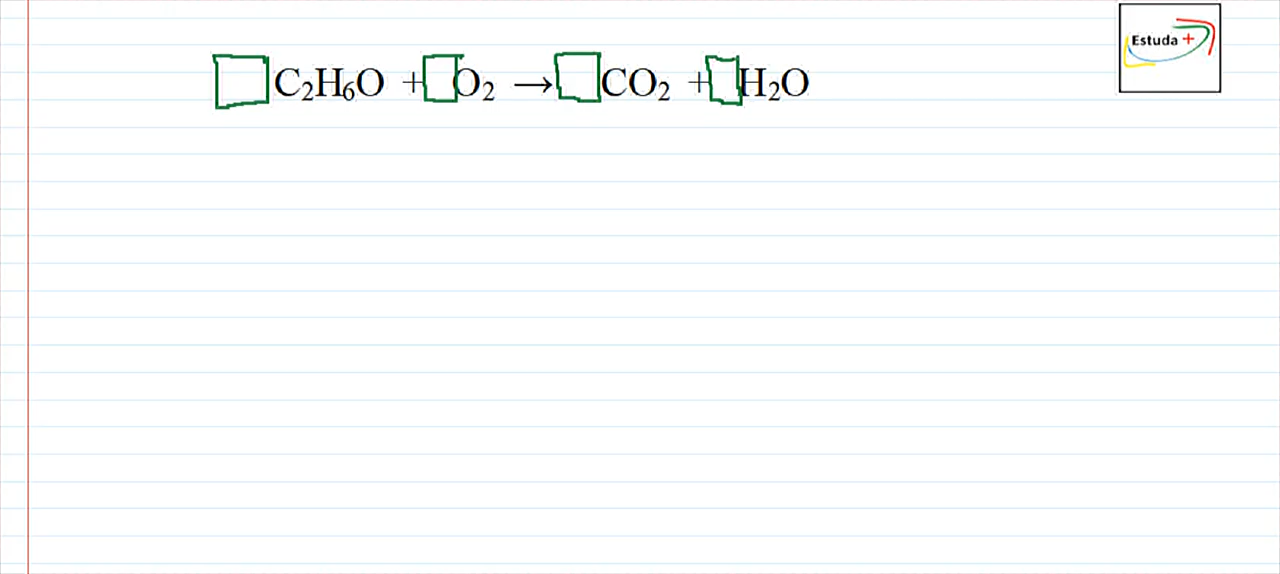 C₂H₆O + O₂ → CO₂ + H₂O
Estuda +